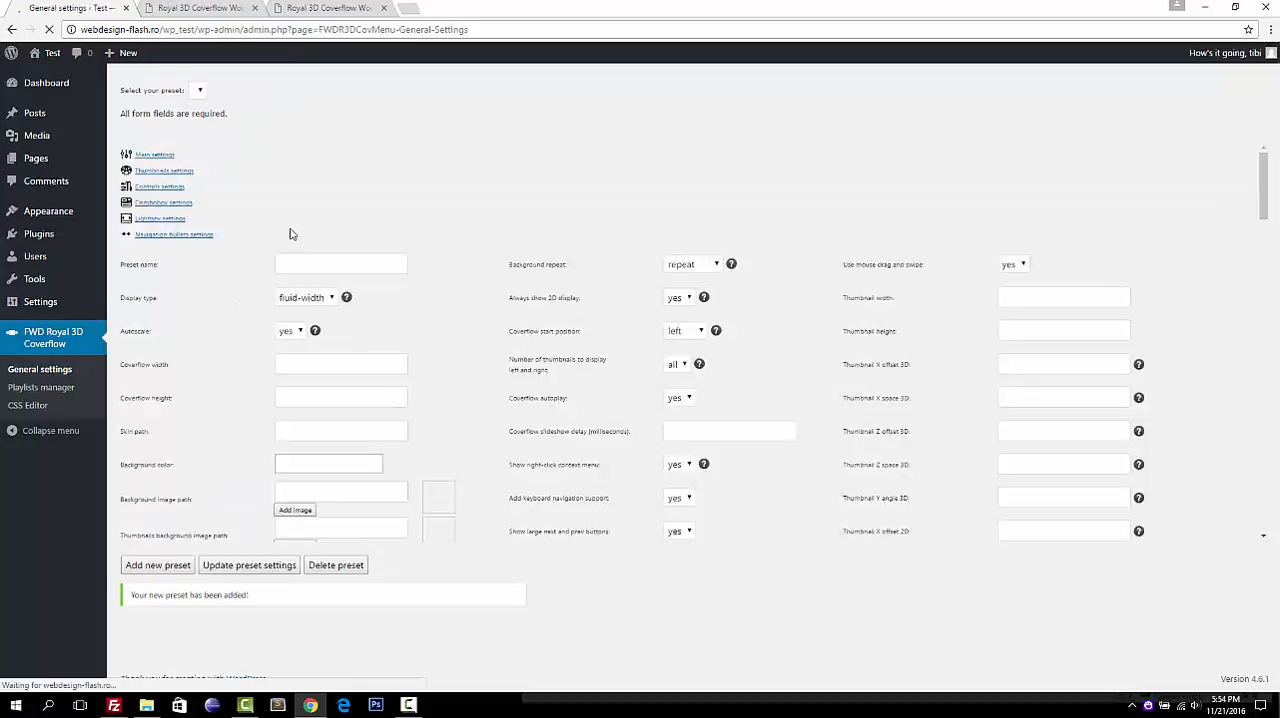 General settings ‹ Test —
Royal 3D Coverflow Wo
Royal 3D Coverflow Wo
webdesign-flash.ro/wp_test/wp-admin/admin.php?page=FWDR3DCovMenu-General-Settings
Test
0
+ New
How's it going, tibi
Dashboard
Posts
Media
Pages
Comments
Appearance
Plugins
Users
Tools
Settings
FWD Royal 3D
Coverflow
General settings
Playlists manager
CSS Editor
Collapse menu
Select your preset:
All form fields are required.
Main settings
Thumbnails settings
Controls settings
Combobox settings
Lightbox settings
Navigation bullets settings
Preset name:
Display type:
fluid-width
Autoscale:
yes
Coverflow width
Coverflow height:
Skin path:
Background color:
Background image path:
Add Image
Thumbnails background image path:
Background repeat:
repeat
Always show 2D display:
yes
Coverflow start position:
left
Number of thumbnails to display
left and right:
all
Coverflow autoplay:
yes
Coverflow slideshow delay (milliseconds):
Show right-click context menu:
yes
Add keyboard navigation support:
yes
Show large next and prev buttons:
yes
Use mouse drag and swipe:
yes
Thumbnail width:
Thumbnail height:
Thumbnail X offset 3D:
Thumbnail X space 3D:
Thumbnail Z offset 3D:
Thumbnail Z space 3D:
Thumbnail Y angle 3D:
Thumbnail X offset 2D:
Add new preset
Update preset settings
Delete preset
Your new preset has been added!
Thank you for creating with WordPress
Version 4.6.1
Waiting for webdesign-flash.ro...
5:54 PM
11/21/2016